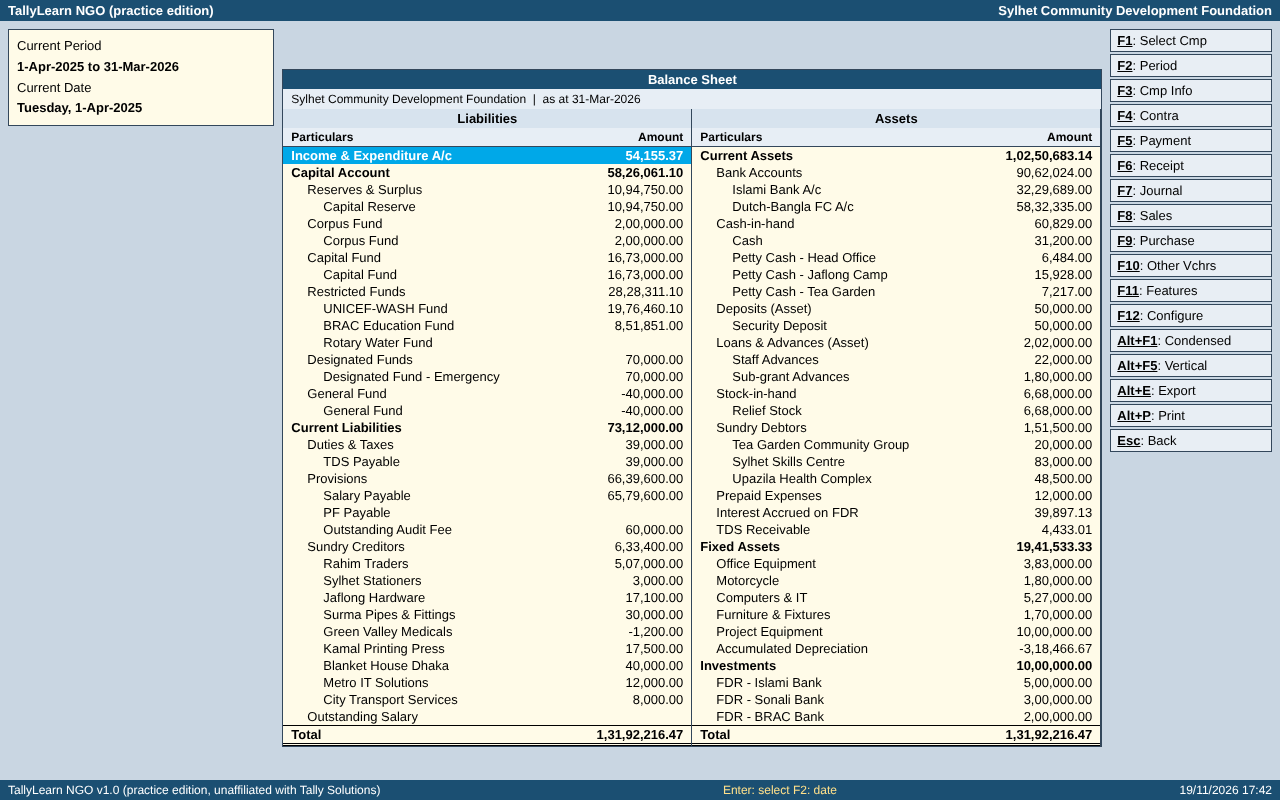 TallyLearn NGO (practice edition)
Sylhet Community Development Foundation
Current Period
1-Apr-2025 to 31-Mar-2026
Current Date
Tuesday, 1-Apr-2025
Balance Sheet
Sylhet Community Development Foundation | as at 31-Mar-2026
Liabilities
Particulars Amount
Income & Expenditure A/c 54,155.37
Capital Account 58,26,061.10
Reserves & Surplus 10,94,750.00
Capital Reserve 10,94,750.00
Corpus Fund 2,00,000.00
Corpus Fund 2,00,000.00
Capital Fund 16,73,000.00
Capital Fund 16,73,000.00
Restricted Funds 28,28,311.10
UNICEF-WASH Fund 19,76,460.10
BRAC Education Fund 8,51,851.00
Rotary Water Fund
Designated Funds 70,000.00
Designated Fund - Emergency 70,000.00
General Fund -40,000.00
General Fund -40,000.00
Current Liabilities 73,12,000.00
Duties & Taxes 39,000.00
TDS Payable 39,000.00
Provisions 66,39,600.00
Salary Payable 65,79,600.00
PF Payable
Outstanding Audit Fee 60,000.00
Sundry Creditors 6,33,400.00
Rahim Traders 5,07,000.00
Sylhet Stationers 3,000.00
Jaflong Hardware 17,100.00
Surma Pipes & Fittings 30,000.00
Green Valley Medicals -1,200.00
Kamal Printing Press 17,500.00
Blanket House Dhaka 40,000.00
Metro IT Solutions 12,000.00
City Transport Services 8,000.00
Outstanding Salary
Total 1,31,92,216.47
Assets
Particulars Amount
Current Assets 1,02,50,683.14
Bank Accounts 90,62,024.00
Islami Bank A/c 32,29,689.00
Dutch-Bangla FC A/c 58,32,335.00
Cash-in-hand 60,829.00
Cash 31,200.00
Petty Cash - Head Office 6,484.00
Petty Cash - Jaflong Camp 15,928.00
Petty Cash - Tea Garden 7,217.00
Deposits (Asset) 50,000.00
Security Deposit 50,000.00
Loans & Advances (Asset) 2,02,000.00
Staff Advances 22,000.00
Sub-grant Advances 1,80,000.00
Stock-in-hand 6,68,000.00
Relief Stock 6,68,000.00
Sundry Debtors 1,51,500.00
Tea Garden Community Group 20,000.00
Sylhet Skills Centre 83,000.00
Upazila Health Complex 48,500.00
Prepaid Expenses 12,000.00
Interest Accrued on FDR 39,897.13
TDS Receivable 4,433.01
Fixed Assets 19,41,533.33
Office Equipment 3,83,000.00
Motorcycle 1,80,000.00
Computers & IT 5,27,000.00
Furniture & Fixtures 1,70,000.00
Project Equipment 10,00,000.00
Accumulated Depreciation -3,18,466.67
Investments 10,00,000.00
FDR - Islami Bank 5,00,000.00
FDR - Sonali Bank 3,00,000.00
FDR - BRAC Bank 2,00,000.00
Total 1,31,92,216.47
F1: Select Cmp
F2: Period
F3: Cmp Info
F4: Contra
F5: Payment
F6: Receipt
F7: Journal
F8: Sales
F9: Purchase
F10: Other Vchrs
F11: Features
F12: Configure
Alt+F1: Condensed
Alt+F5: Vertical
Alt+E: Export
Alt+P: Print
Esc: Back
TallyLearn NGO v1.0 (practice edition, unaffiliated with Tally Solutions)
Enter: select F2: date
19/11/2026 17:42